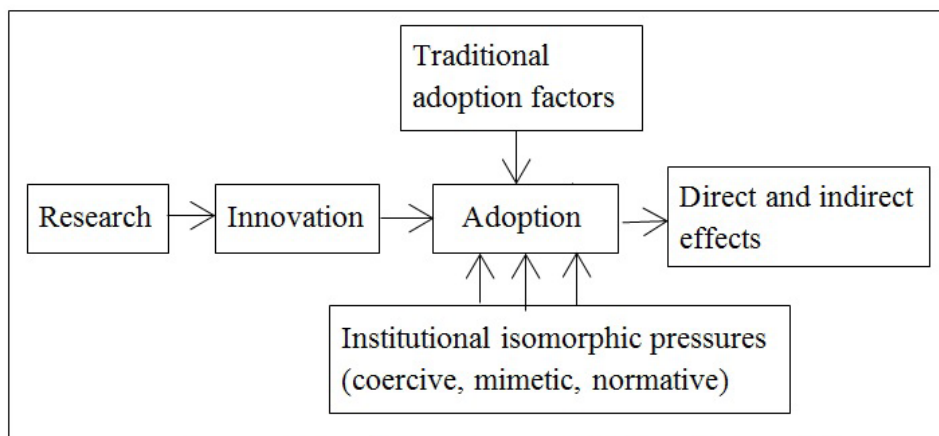 Traditional
adoption factors
Research
Innovation
Adoption
Direct and indirect
effects
Institutional isomorphic pressures
(coercive, mimetic, normative)